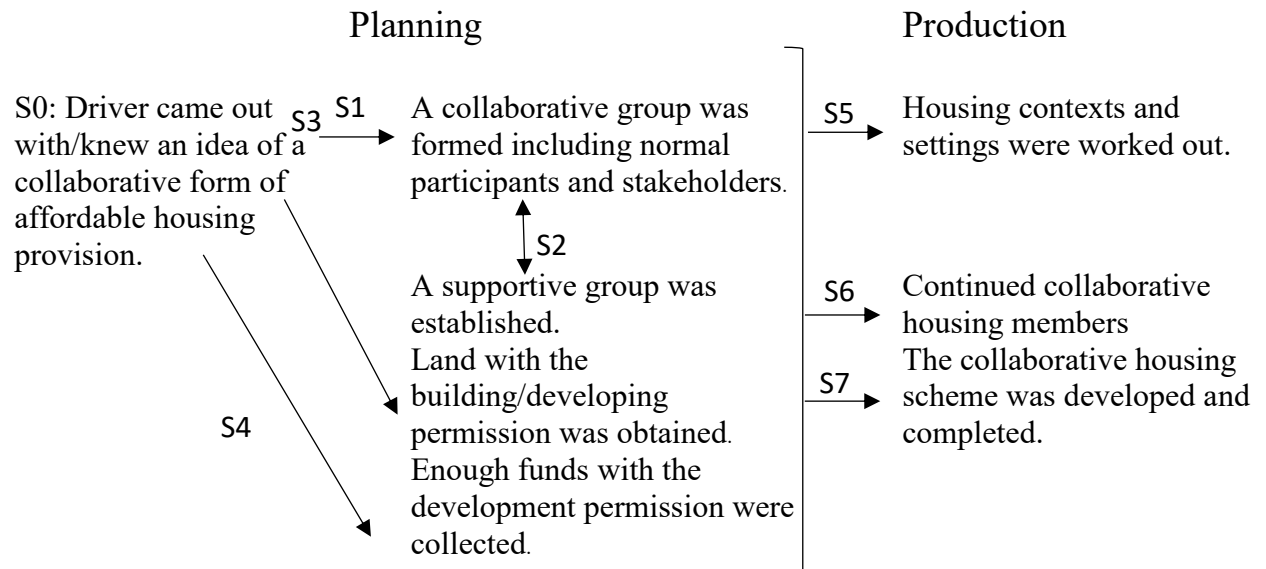 Planning
Production
S0: Driver came out
with/knew an idea of a
collaborative form of
affordable housing
provision.
S3
S1
A collaborative group was
formed including normal
participants and stakeholders.
S2
A supportive group was
established.
Land with the
building/developing
permission was obtained.
Enough funds with the
development permission were
collected.
S4
S5
Housing contexts and
settings were worked out.
S6
Continued collaborative
housing members
S7
The collaborative housing
scheme was developed and
completed.